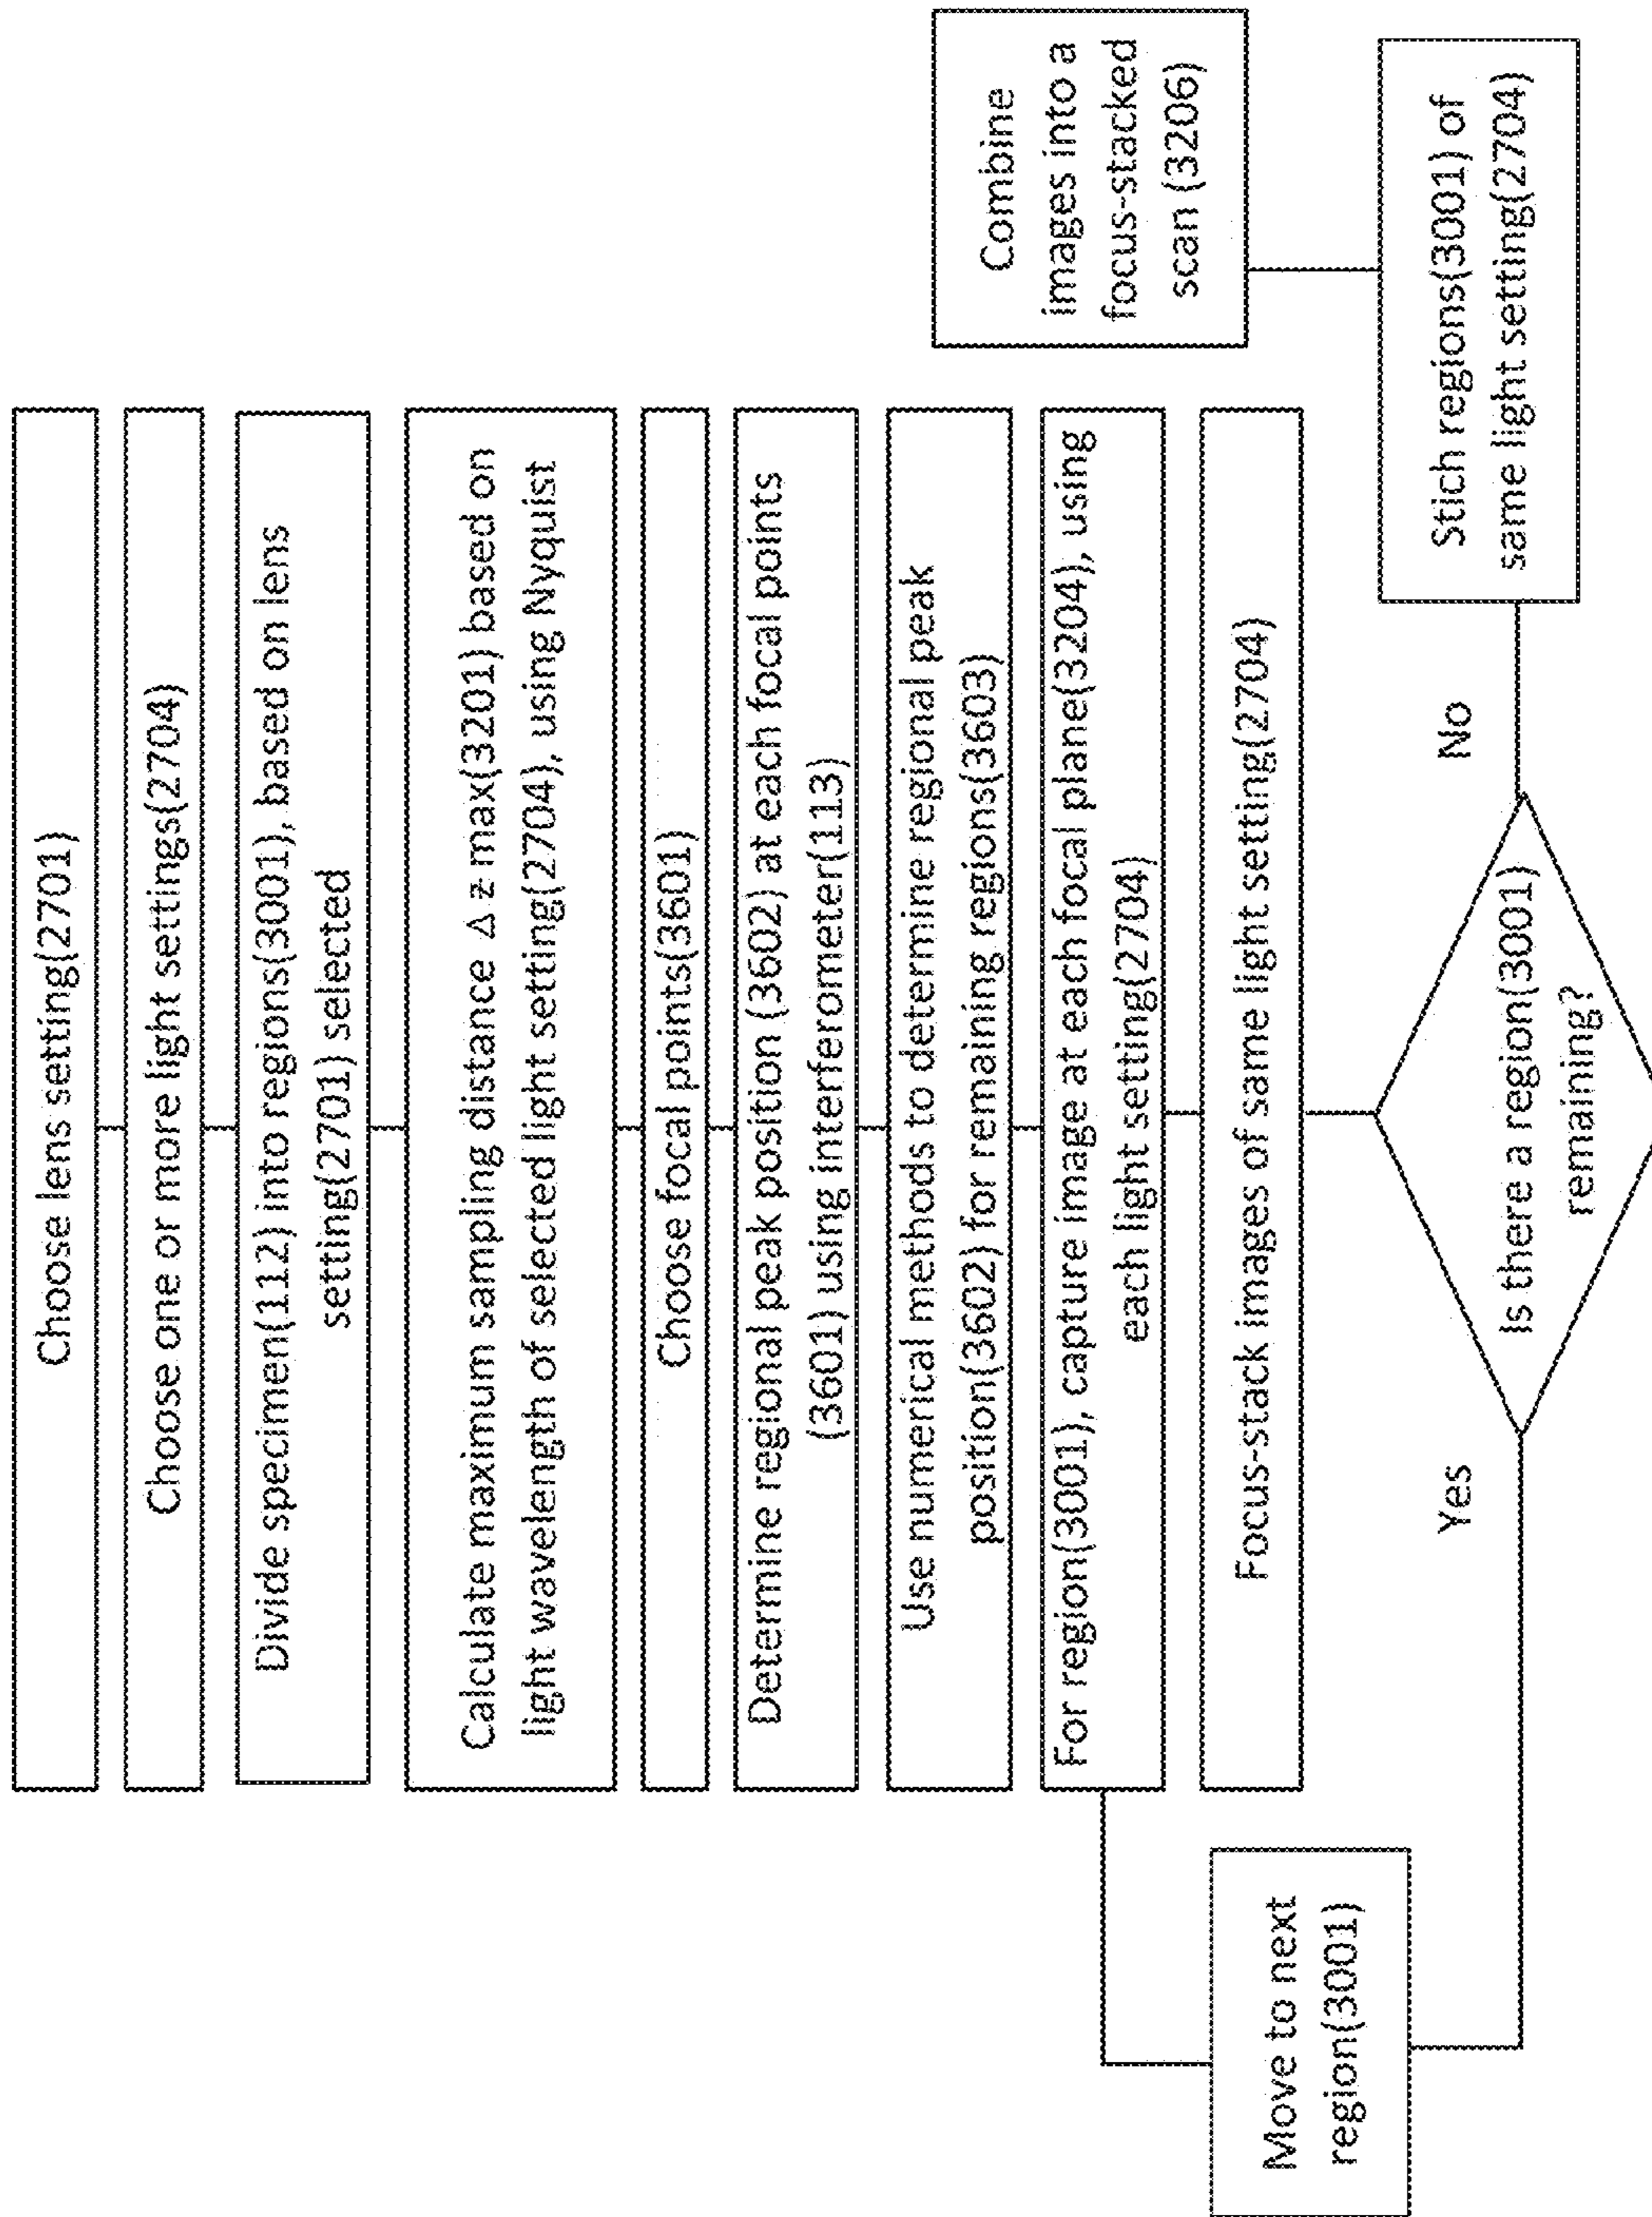 Choose lens setting(2701)
Choose one or more light settings(2704)
Divide specimen(112) into regions(3001), based on lens
setting(2701) selected
Calculate maximum sampling distance Δz max(3201) based on
light wavelength of selected light setting(2704), using Nyquist
Choose focal points(3601)
Determine regional peak position (3602) at each focal points
(3601) using interferometer(113)
Use numerical methods to determine regional peak
position(3602) for remaining regions(3603)
For region(3001), capture image at each focal plane(3204), using
each light setting(2704)
Focus-stack images of same light setting(2704)
Is there a region(3001)
remaining?
Yes
No
Move to next
region(3001)
Stich regions(3001) of
same light setting(2704)
Combine
images into a
focus-stacked
scan (3206)